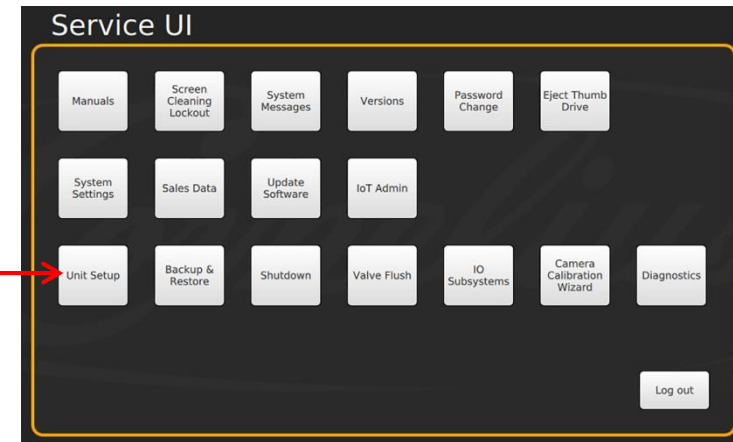 Service UI
Manuals
Screen
Cleaning
Lockout
System
Messages
Versions
Password
Change
Eject Thumb
Drive
System
Settings
Sales Data
Update
Software
IoT Admin
Unit Setup
Backup &
Restore
Shutdown
Valve Flush
IO
Subsystems
Camera
Calibration
Wizard
Diagnostics
Log out
Cornelius